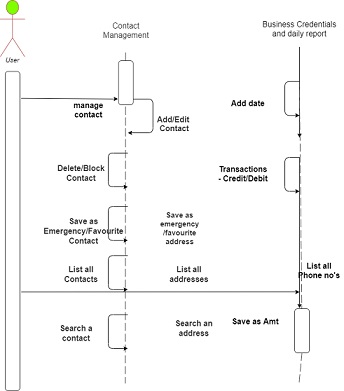 Contact
Management
Business Credentials
and daily report
User
manage
contact
Add date
Add/Edit
Contact
Delete/Block
Contact
Transactions
- Credit/Debit
Save as
Emergency/Favourite
Contact
Save as
emergency
/favourite
address
List all
Contacts
List all
addresses
List all
Phone no's
Search a
contact
Search an
address
Save as Amt